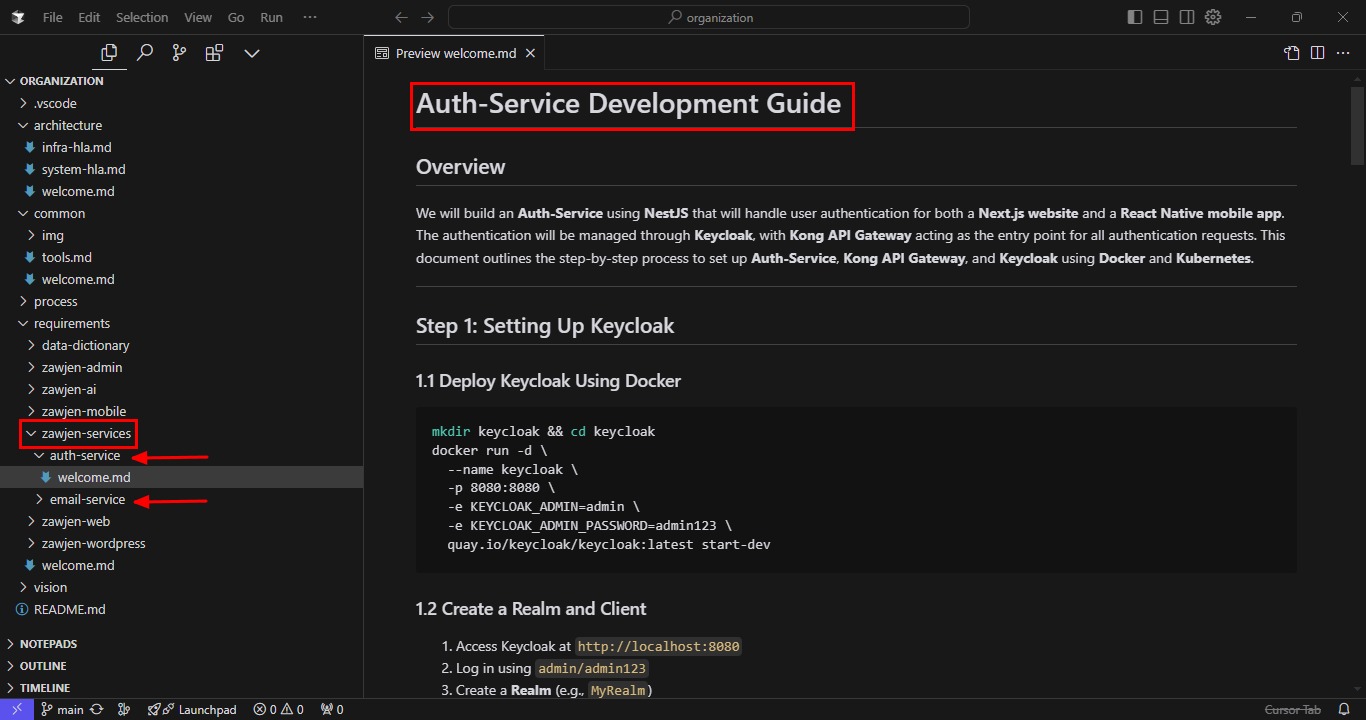 File Edit Selection View Go Run ···
organization
ORGANIZATION
.vscode
architecture
infra-hla.md
system-hla.md
welcome.md
common
img
tools.md
welcome.md
process
requirements
data-dictionary
zawjen-admin
zawjen-ai
zawjen-mobile
zawjen-services
auth-service
welcome.md
email-service
zawjen-web
zawjen-wordpress
welcome.md
vision
README.md
NOTEPADS
OUTLINE
TIMELINE
Preview welcome.md
Auth-Service Development Guide
Overview
We will build an Auth-Service using NestJS that will handle user authentication for both a Next.js website and a React Native mobile app.
The authentication will be managed through Keycloak, with Kong API Gateway acting as the entry point for all authentication requests. This
document outlines the step-by-step process to set up Auth-Service, Kong API Gateway, and Keycloak using Docker and Kubernetes.
Step 1: Setting Up Keycloak
1.1 Deploy Keycloak Using Docker
mkdir keycloak && cd keycloak
docker run -d \
--name keycloak \
-p 8080:8080 \
-e KEYCLOAK_ADMIN=admin \
-e KEYCLOAK_ADMIN_PASSWORD=admin123 \
quay.io/keycloak/keycloak:latest start-dev
1.2 Create a Realm and Client
1. Access Keycloak at http://localhost:8080
2. Log in using admin/admin123
3. Create a Realm (e.g., MyRealm)
main Launchpad 0 0 0 Cursor Tab